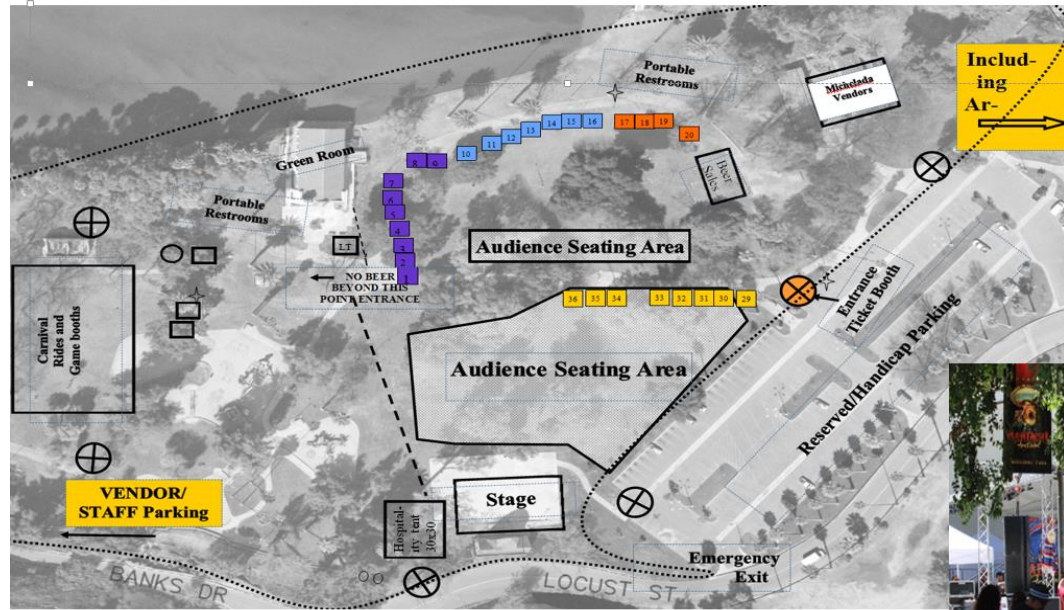 Portable
Restrooms
Michelada
Vendors
Includ-
ing
Ar-
14
15
16
17
18
19
20
13
12
11
10
9
8
Green Room
Beer
Sales
7
6
5
4
3
2
1
Portable
Restrooms
LT
Audience Seating Area
NO BEER
BEYOND THIS
POINT ENTRANCE
Entrance
Ticket Booth
36
35
34
33
32
31
30
29
Carnival
Rides and
Game booths
Audience Seating Area
Reserved/Handicap Parking
VENDOR/
STAFF Parking
Stage
Hospital-
ity tent
30x30
Emergency
Exit
BANKS DR
LOCUST ST